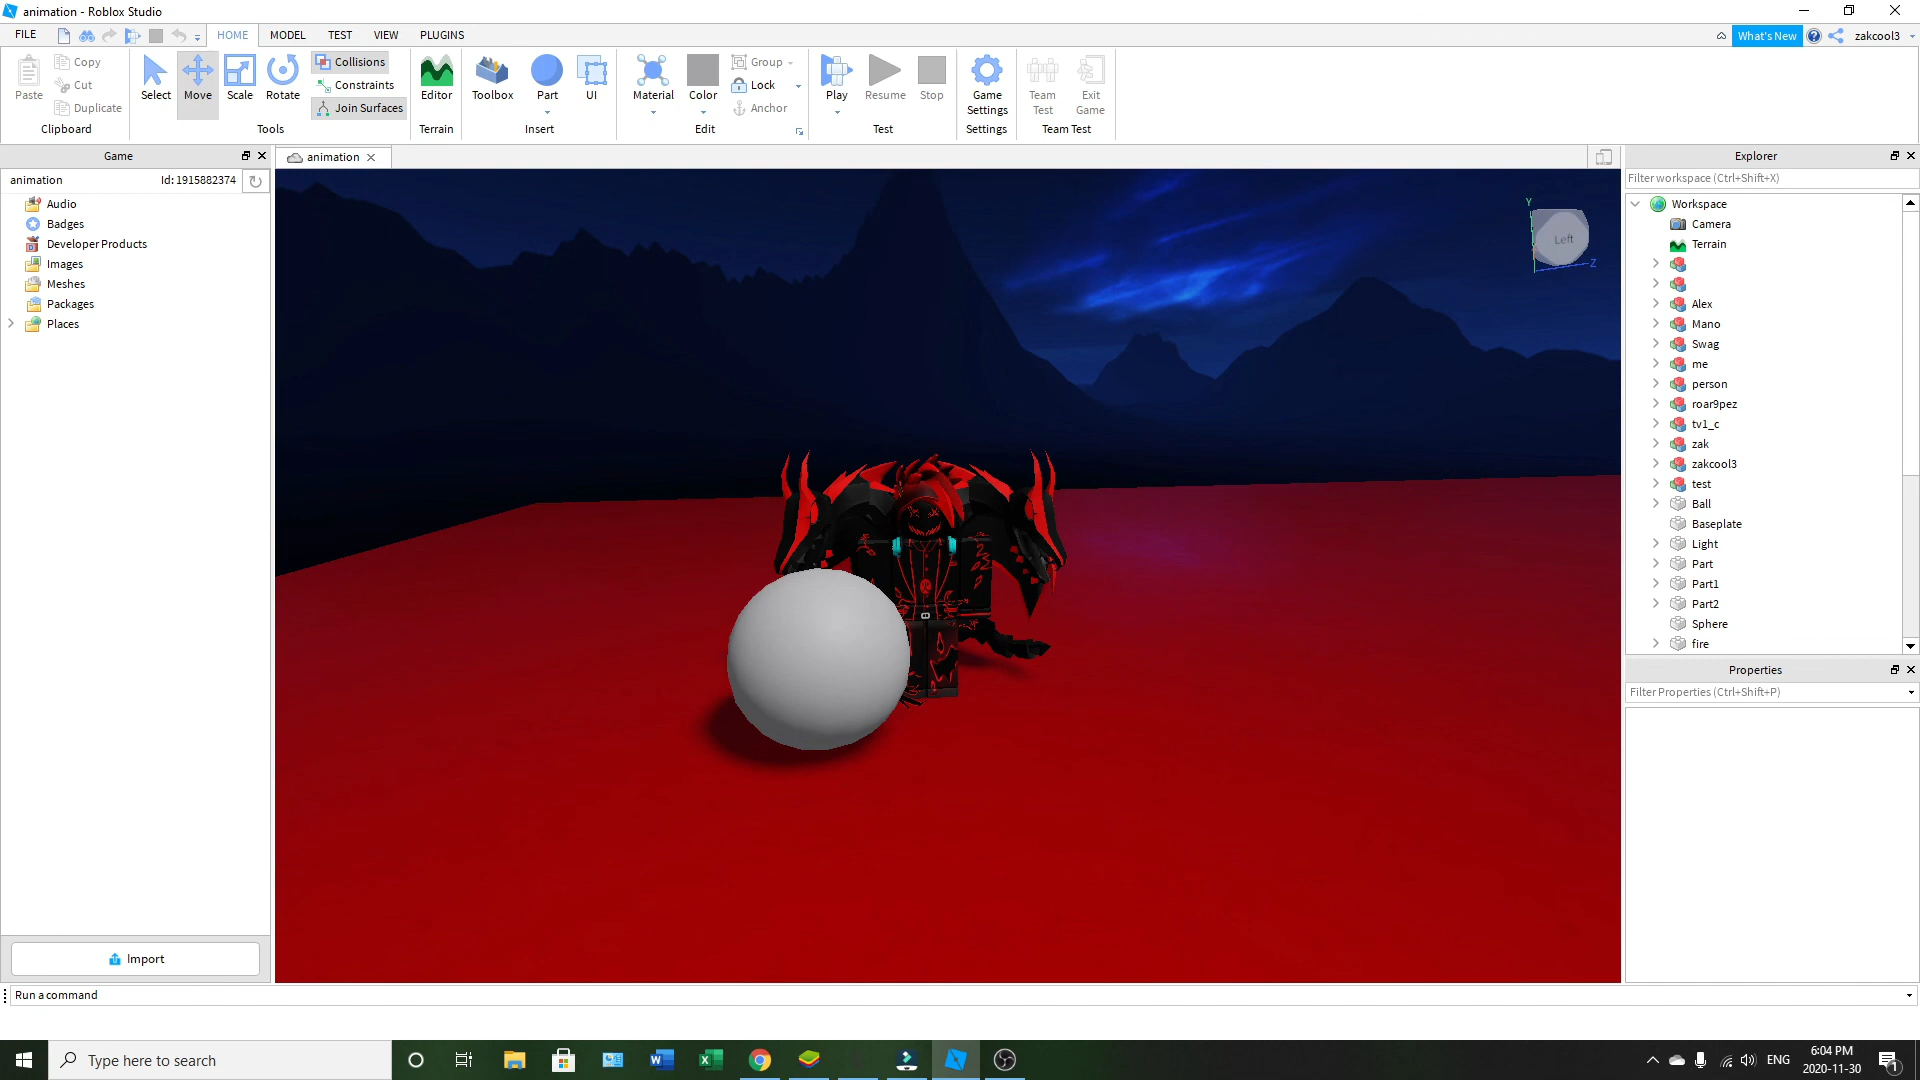 animation - Roblox Studio
FILE HOME MODEL TEST VIEW PLUGINS What's New zakcool3
Paste Copy Cut Duplicate Clipboard
Select Move Scale Rotate Collisions Constraints Join Surfaces Tools
Editor Terrain
Toolbox Part UI Insert
Material Color Group Lock Anchor Edit
Play Resume Stop Test
Game Settings Settings
Team Test Exit Game Team Test
Game
animation Id: 1915882374
Audio
Badges
Developer Products
Images
Meshes
Packages
Places
Import
animation
Y
Left
Z
Explorer
Filter workspace (Ctrl+Shift+X)
Workspace
Camera
Terrain
Alex
Mano
Swag
me
person
roar9pez
tv1_c
zak
zakcool3
test
Ball
Baseplate
Light
Part
Part1
Part2
Sphere
fire
Properties
Filter Properties (Ctrl+Shift+P)
Run a command
Type here to search
ENG
6:04 PM
2020-11-30
1